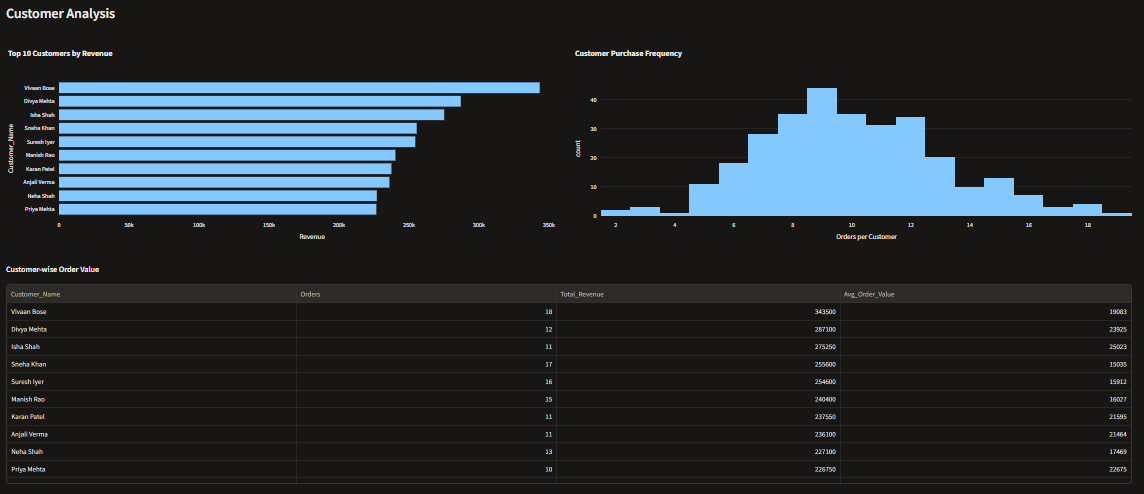 Customer Analysis
Top 10 Customers by Revenue
Customer_Name
Vivaan Bose
Divya Mehta
Isha Shah
Sneha Khan
Suresh Iyer
Manish Rao
Karan Patel
Anjali Verma
Neha Shah
Priya Mehta
0 50k 100k 150k 200k 250k 300k 350k
Revenue
Customer Purchase Frequency
count
40
30
20
10
0
2 4 6 8 10 12 14 16 18
Orders per Customer
Customer-wise Order Value
Customer_Name Orders Total_Revenue Avg_Order_Value
Vivaan Bose 18 343500 19083
Divya Mehta 12 287100 23925
Isha Shah 11 275250 25023
Sneha Khan 17 255600 15035
Suresh Iyer 16 254600 15912
Manish Rao 15 240400 16027
Karan Patel 11 237550 21595
Anjali Verma 11 236100 21464
Neha Shah 13 227100 17469
Priya Mehta 10 226750 22675